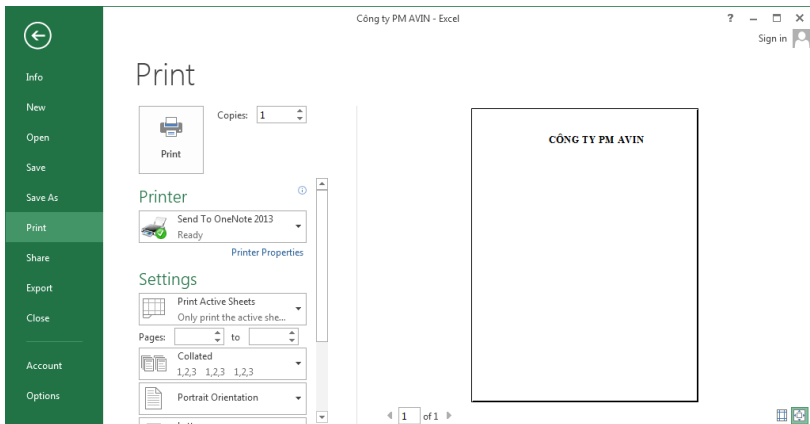 Công ty PM AVIN - Excel
?
Sign in
Info
New
Open
Save
Save As
Print
Share
Export
Close
Account
Options
Print
Copies: 1
Print
Printer
Send To OneNote 2013
Ready
Printer Properties
Settings
Print Active Sheets
Only print the active she...
Pages: to
Collated
1,2,3 1,2,3 1,2,3
Portrait Orientation
CÔNG TY PM AVIN
1 of 1